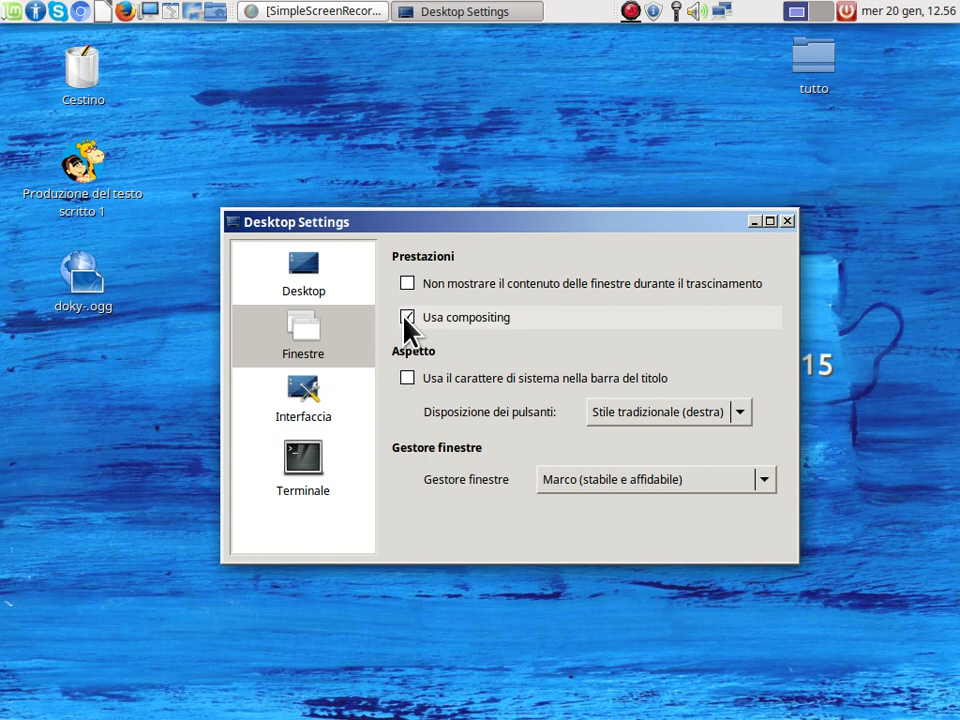 [SimpleScreenRecor...
Desktop Settings
mer 20 gen, 12.56
Cestino
tutto
Produzione del testo
scritto 1
doky-.ogg
15
Desktop Settings
Desktop
Finestre
Interfaccia
Terminale
Prestazioni
Non mostrare il contenuto delle finestre durante il trascinamento
Usa compositing
Aspetto
Usa il carattere di sistema nella barra del titolo
Disposizione dei pulsanti: Stile tradizionale (destra)
Gestore finestre
Gestore finestre Marco (stabile e affidabile)